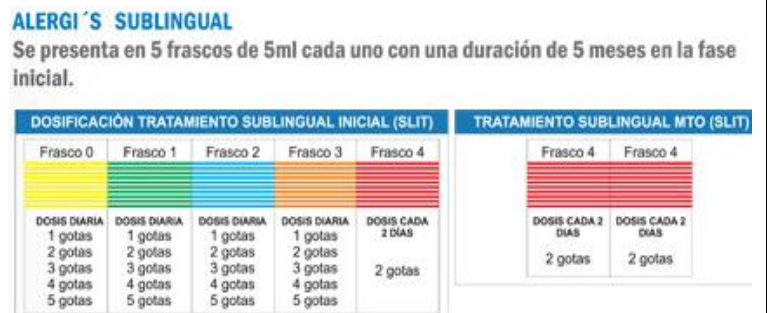 ALERGI´S SUBLINGUAL
Se presenta en 5 frascos de 5ml cada uno con una duración de 5 meses en la fase
inicial.
DOSIFICACIÓN TRATAMIENTO SUBLINGUAL INICIAL (SLIT)
Frasco 0 Frasco 1 Frasco 2 Frasco 3 Frasco 4
DOSIS DIARIA DOSIS DIARIA DOSIS DIARIA DOSIS DIARIA DOSIS CADA
2 DÍAS
1 gotas 1 gotas 1 gotas 1 gotas
2 gotas 2 gotas 2 gotas 2 gotas
3 gotas 3 gotas 3 gotas 3 gotas 2 gotas
4 gotas 4 gotas 4 gotas 4 gotas
5 gotas 5 gotas 5 gotas 5 gotas
TRATAMIENTO SUBLINGUAL MTO (SLIT)
Frasco 4 Frasco 4
DOSIS CADA 2 DOSIS CADA 2
DIAS DIAS
2 gotas 2 gotas